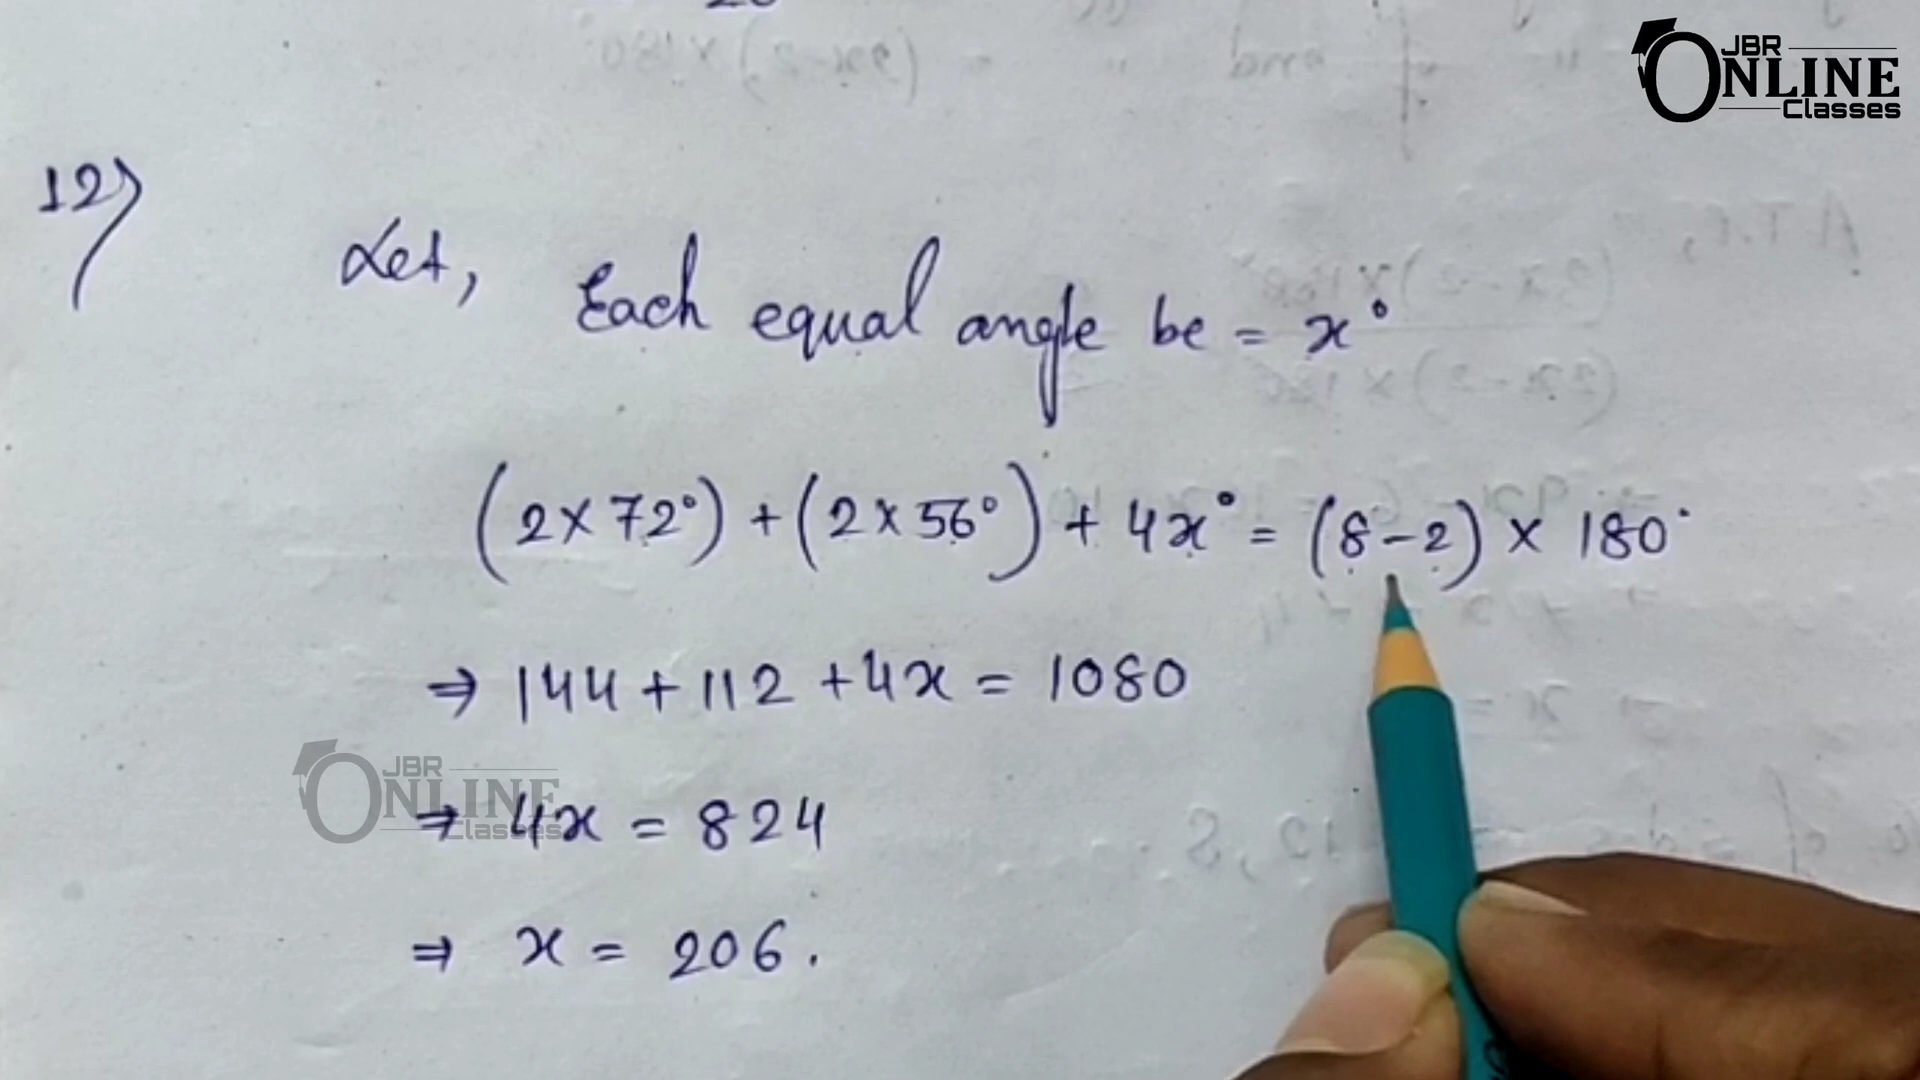 JBR
ONLINE
Classes
12)
Let, Each equal angle be = x°
(2 × 72°) + (2 × 56°) + 4x° = (8-2) × 180°
⇒ 144 + 112 + 4x = 1080
JBR
ONLINE
Classes
⇒ 4x = 824
⇒ x = 206.